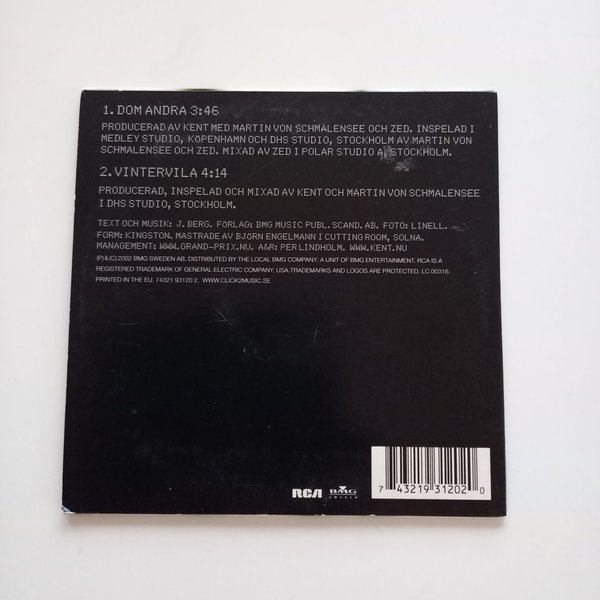 1. DOM ANDRA 3:46
PRODUCERAD AV KENT MED MARTIN VON SCHMALENSEE OCH ZED. INSPELAD I
MEDLEY STUDIO, KÖPENHAMN OCH DHS STUDIO, STOCKHOLM AV MARTIN VON
SCHMALENSEE OCH ZED. MIXAD AV ZED I POLAR STUDIO A, STOCKHOLM.
2. VINTERVILA 4:14
PRODUCERAD, INSPELAD OCH MIXAD AV KENT OCH MARTIN VON SCHMALENSEE
I DHS STUDIO, STOCKHOLM.
TEXT OCH MUSIK: J. BERG. FÖRLAG: BMG MUSIC PUBL. SCAND. AB. FOTO: LINELL.
FORM: KINGSTON. MASTRADE AV BJÖRN ENGELMANN I CUTTING ROOM, SOLNA.
MANAGEMENT: WWW.GRAND-PRIX.NU. A&R: PER LINDHOLM. WWW.KENT.NU
(P) & (C) 2002 BMG SWEDEN AB. DISTRIBUTED BY THE LOCAL BMG COMPANY. A UNIT OF BMG ENTERTAINMENT. RCA IS A
REGISTERED TRADEMARK OF GENERAL ELECTRIC COMPANY, USA. TRADEMARKS AND LOGOS ARE PROTECTED. LC 00316.
PRINTED IN THE EU. 74321 93120 2. WWW.CLICK2MUSIC.SE
RCA BMG
SWEDEN
7 43219 31202 0